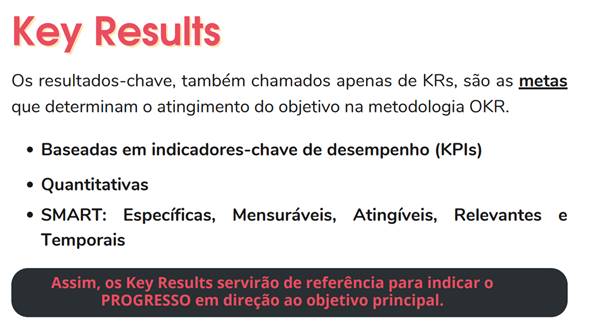 Key Results
Os resultados-chave, também chamados apenas de KRs, são as metas
que determinam o atingimento do objetivo na metodologia OKR.
• Baseadas em indicadores-chave de desempenho (KPIs)
• Quantitativas
• SMART: Específicas, Mensuráveis, Atingíveis, Relevantes e
Temporais
Assim, os Key Results servirão de referência para indicar o
PROGRESSO em direção ao objetivo principal.